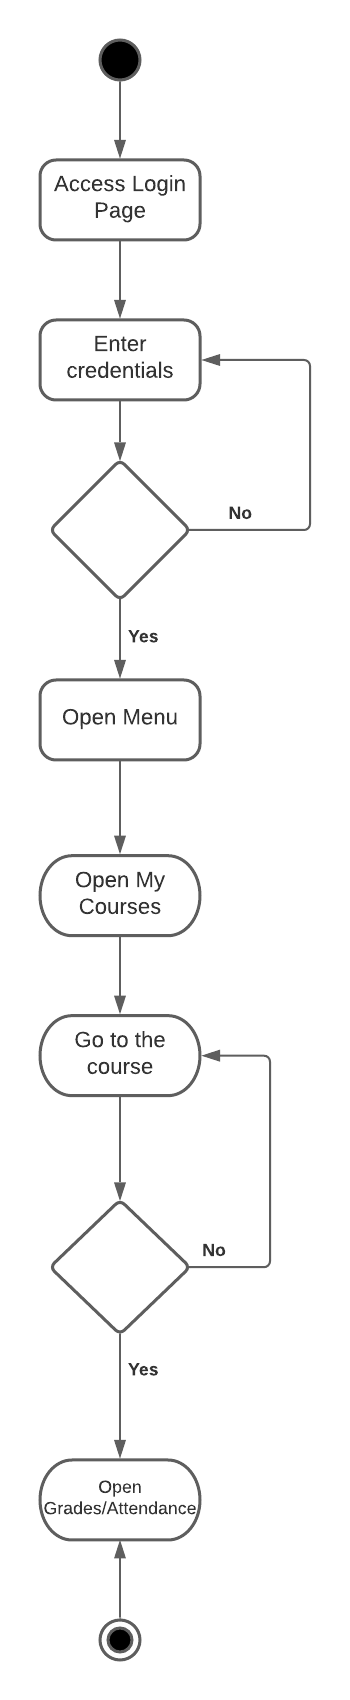 Access Login
Page
Enter
credentials
No
Yes
Open Menu
Open My
Courses
Go to the
course
No
Yes
Open
Grades/Attendance